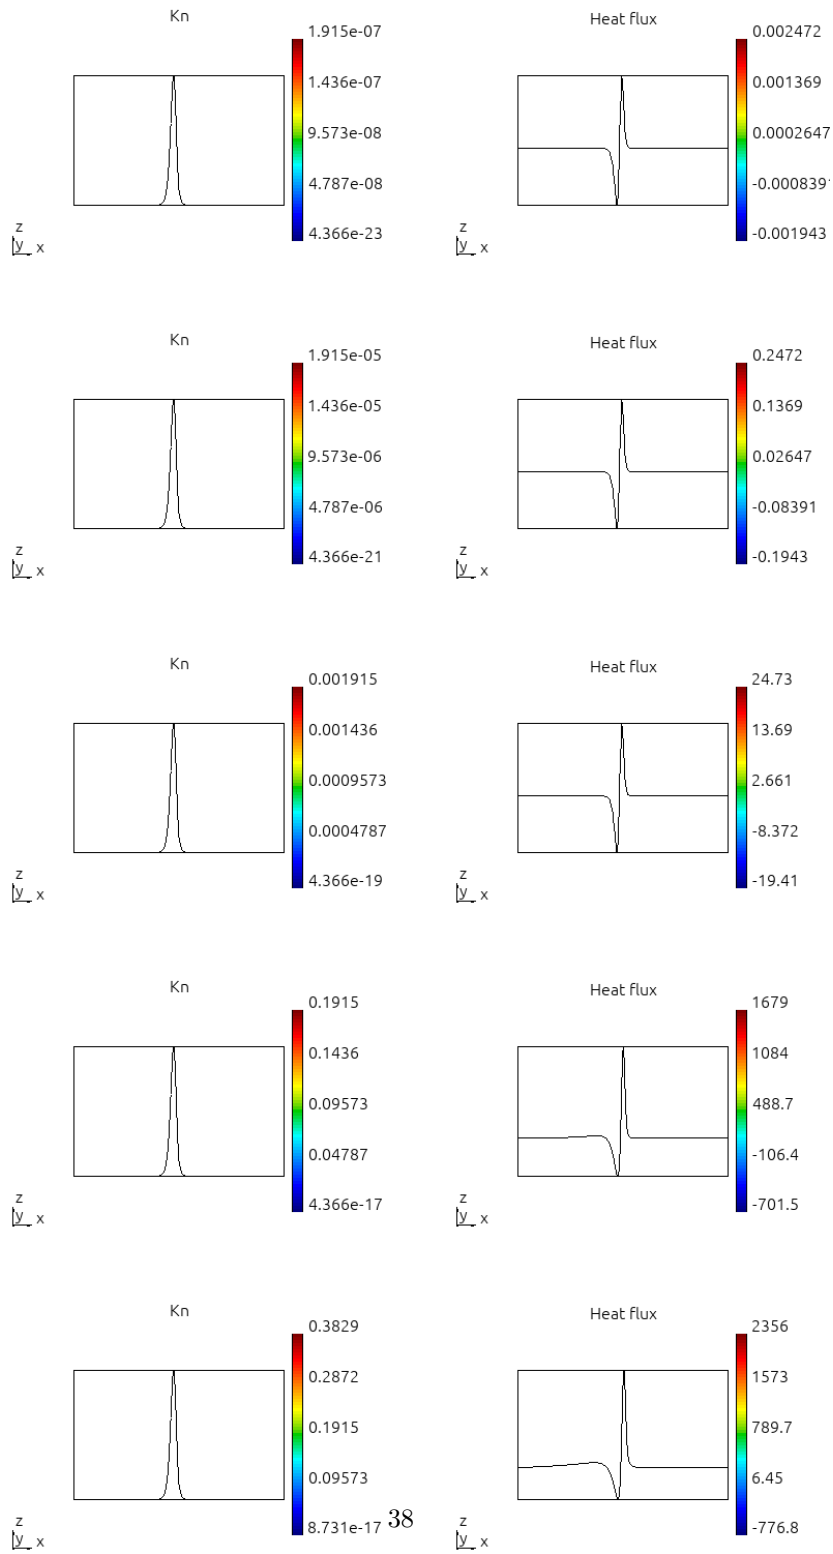 Kn
1.915e-07
1.436e-07
9.573e-08
4.787e-08
4.366e-23
z
y x
Heat flux
0.002472
0.001369
0.0002647
-0.0008391
-0.001943
z
y x
Kn
1.915e-05
1.436e-05
9.573e-06
4.787e-06
4.366e-21
z
y x
Heat flux
0.2472
0.1369
0.02647
-0.08391
-0.1943
z
y x
Kn
0.001915
0.001436
0.0009573
0.0004787
4.366e-19
z
y x
Heat flux
24.73
13.69
2.661
-8.372
-19.41
z
y x
Kn
0.1915
0.1436
0.09573
0.04787
4.366e-17
z
y x
Heat flux
1679
1084
488.7
-106.4
-701.5
z
y x
Kn
0.3829
0.2872
0.1915
0.09573
8.731e-17
z
y x
Heat flux
2356
1573
789.7
6.45
-776.8
z
y x
38